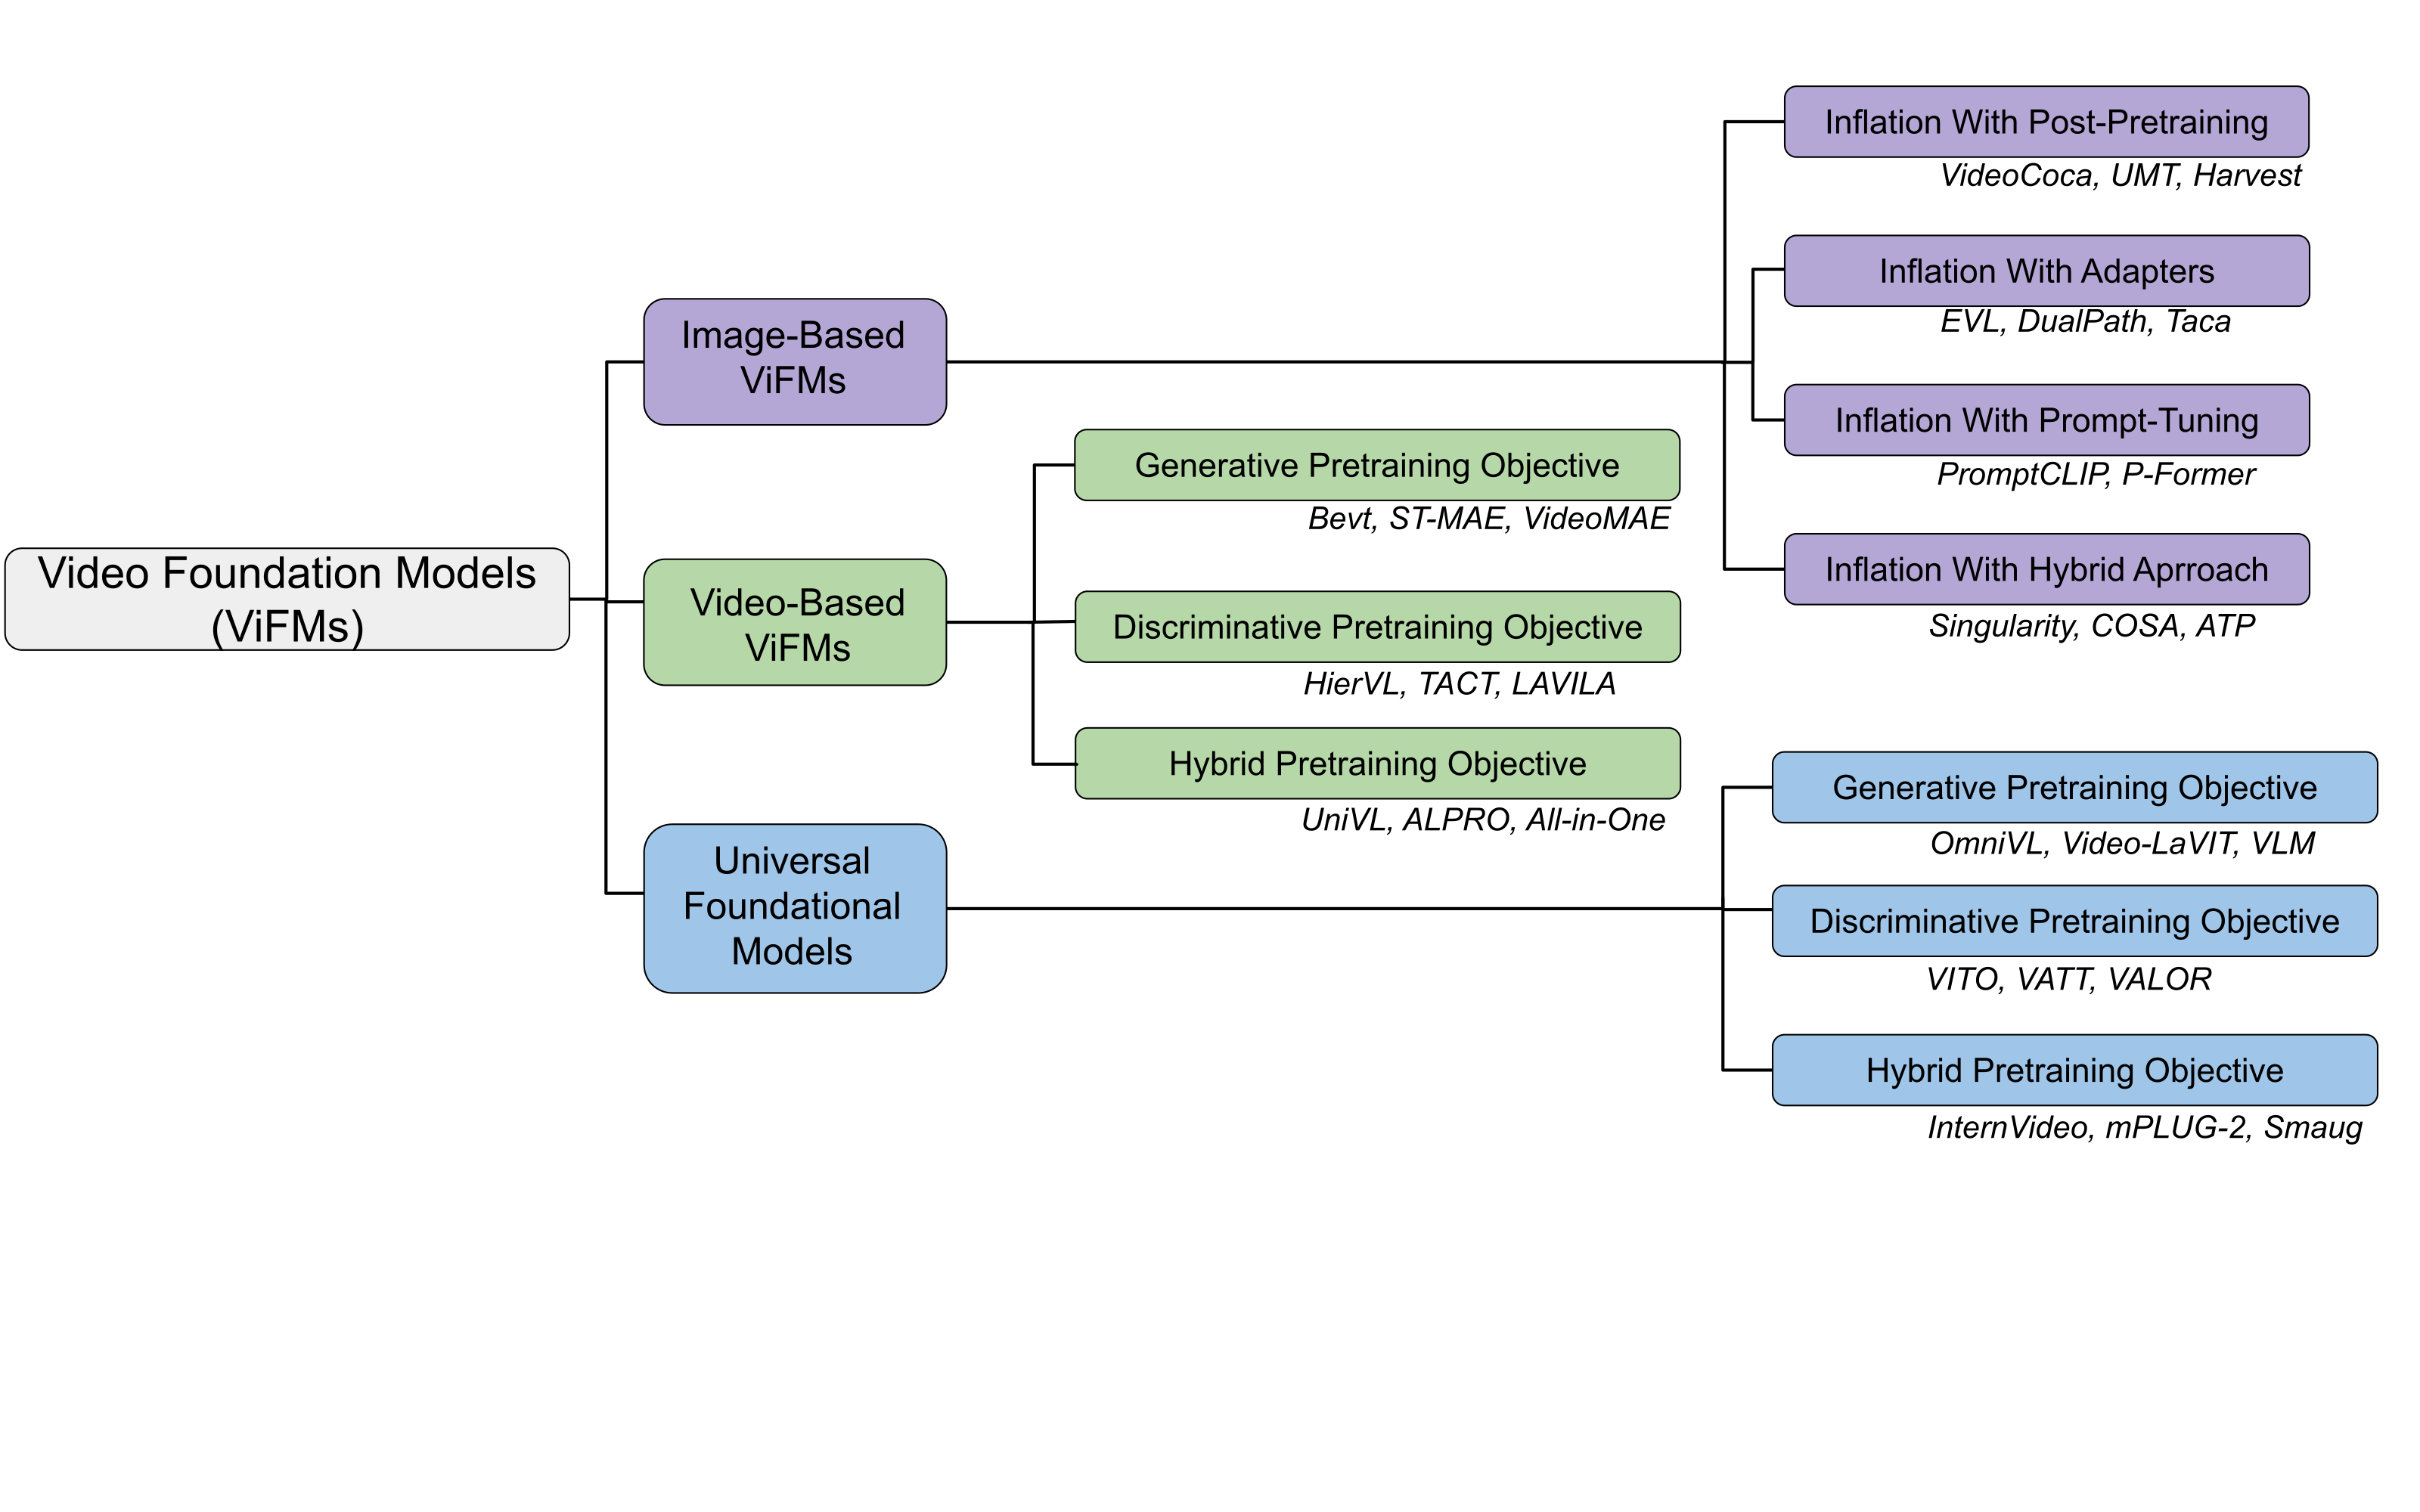 Video Foundation Models
(ViFMs)
Image-Based
ViFMs
Inflation With Post-Pretraining
VideoCoca, UMT, Harvest
Inflation With Adapters
EVL, DualPath, Taca
Inflation With Prompt-Tuning
PromptCLIP, P-Former
Inflation With Hybrid Aprroach
Singularity, COSA, ATP
Video-Based
ViFMs
Generative Pretraining Objective
Bevt, ST-MAE, VideoMAE
Discriminative Pretraining Objective
HierVL, TACT, LAVILA
Hybrid Pretraining Objective
UniVL, ALPRO, All-in-One
Universal
Foundational
Models
Generative Pretraining Objective
OmniVL, Video-LaVIT, VLM
Discriminative Pretraining Objective
VITO, VATT, VALOR
Hybrid Pretraining Objective
InternVideo, mPLUG-2, Smaug